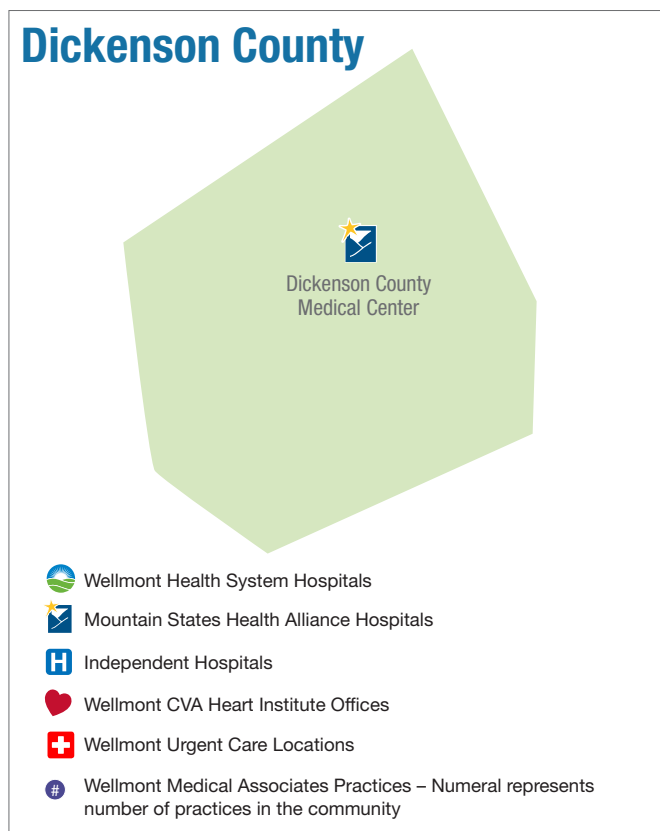 Dickenson County
Dickenson County
Medical Center
Wellmont Health System Hospitals
Mountain States Health Alliance Hospitals
H
Independent Hospitals
Wellmont CVA Heart Institute Offices
Wellmont Urgent Care Locations
#
Wellmont Medical Associates Practices – Numeral represents
number of practices in the community